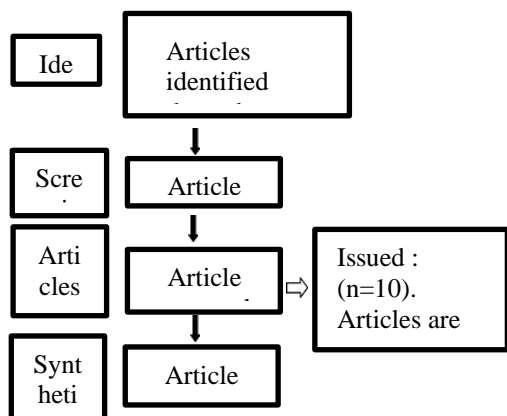 Ide
Articles
identified
Scre
Article
Arti
cles
Article
Issued :
(n=10).
Articles are
Synt
heti
Article